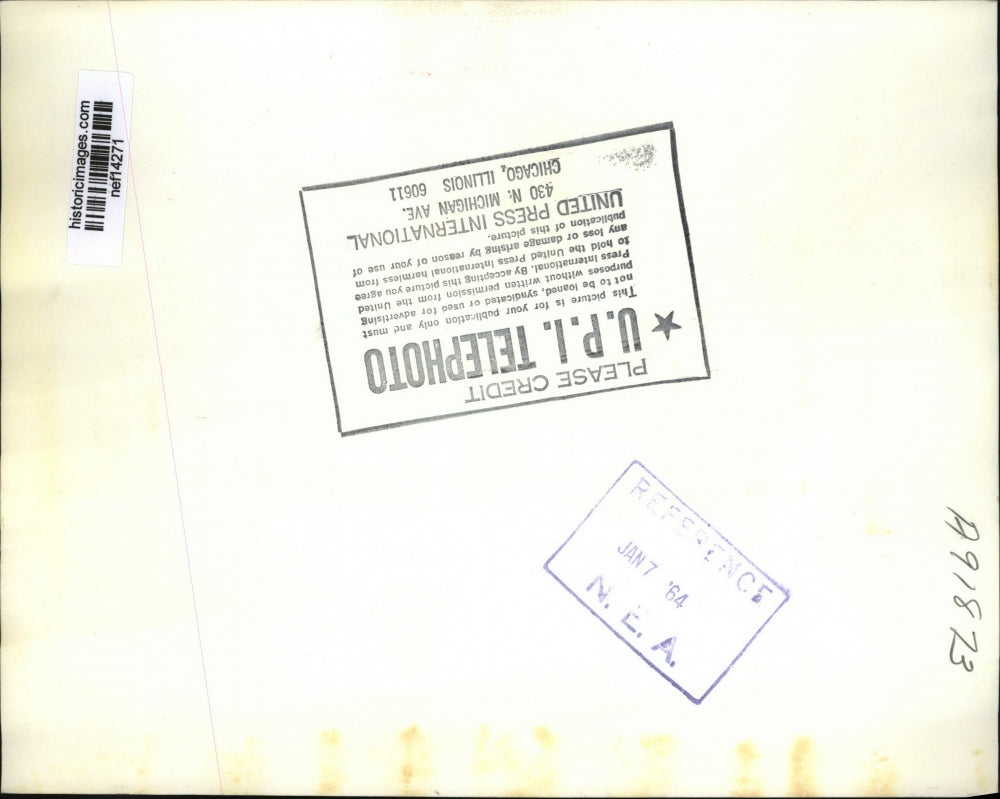 historicimages.com
nef14271
PLEASE CREDIT
U.P.I. TELEPHOTO
This picture is for your publication only and must
not to be loaned, syndicated or used for advertising
purposes without written permission from the United
Press International. By accepting this picture you agree
to hold the United Press International harmless from
any loss or damage arising by reason of your use of
publication of this picture.
UNITED PRESS INTERNATIONAL
430 N. MICHIGAN AVE.
CHICAGO, ILLINOIS 60611
REFERENCE
JAN 7 '64
N. E. A.
A91873